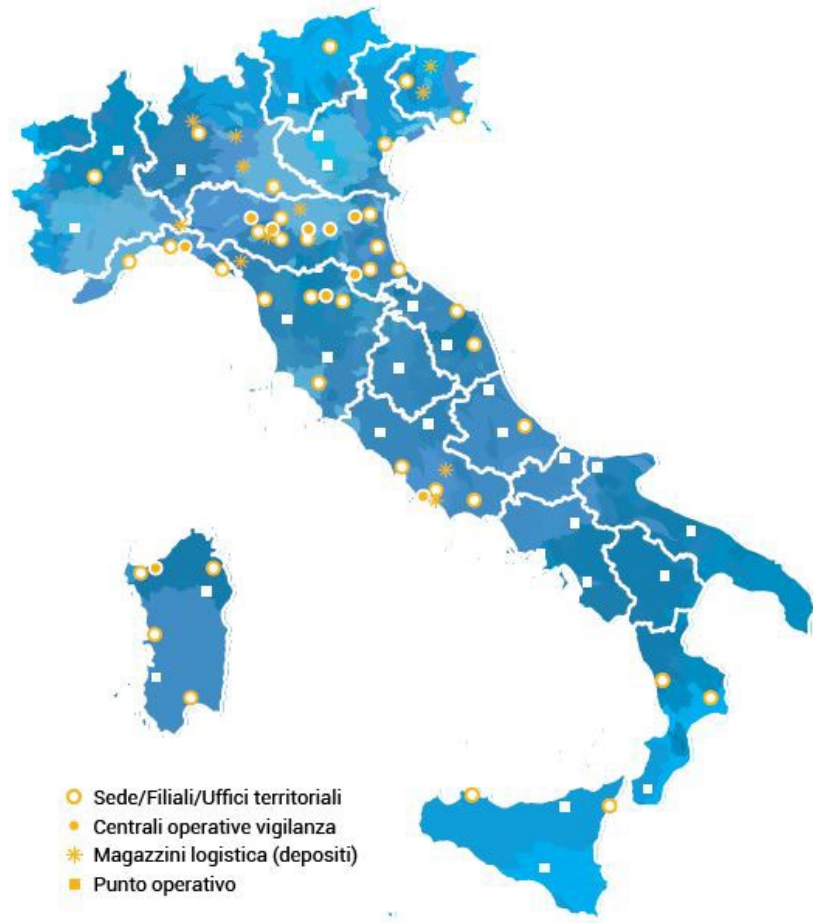 Sede/Filiali/Uffici territoriali
Centrali operative vigilanza
Magazzini logistica (depositi)
Punto operativo